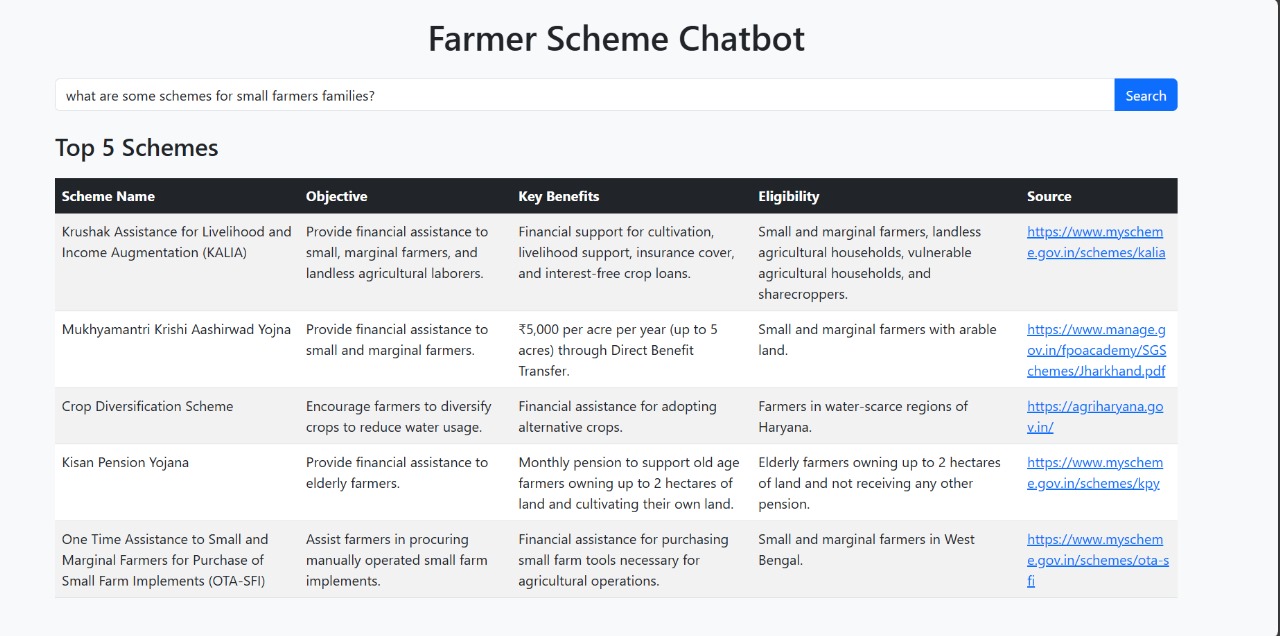 Farmer Scheme Chatbot
what are some schemes for small farmers families?
Search
Top 5 Schemes
Scheme Name
Objective
Key Benefits
Eligibility
Source
Krushak Assistance for Livelihood and
Income Augmentation (KALIA)
Provide financial assistance to
small, marginal farmers, and
landless agricultural laborers.
Financial support for cultivation,
livelihood support, insurance cover,
and interest-free crop loans.
Small and marginal farmers, landless
agricultural households, vulnerable
agricultural households, and
sharecroppers.
https://www.myschem
e.gov.in/schemes/kalia
Mukhyamantri Krishi Aashirwad Yojna
Provide financial assistance to
small and marginal farmers.
₹5,000 per acre per year (up to 5
acres) through Direct Benefit
Transfer.
Small and marginal farmers with arable
land.
https://www.manage.g
ov.in/fpoacademy/SGS
chemes/Jharkhand.pdf
Crop Diversification Scheme
Encourage farmers to diversify
crops to reduce water usage.
Financial assistance for adopting
alternative crops.
Farmers in water-scarce regions of
Haryana.
https://agriharyana.go
v.in/
Kisan Pension Yojana
Provide financial assistance to
elderly farmers.
Monthly pension to support old age
farmers owning up to 2 hectares of
land and cultivating their own land.
Elderly farmers owning up to 2 hectares
of land and not receiving any other
pension.
https://www.myschem
e.gov.in/schemes/kpy
One Time Assistance to Small and
Marginal Farmers for Purchase of
Small Farm Implements (OTA-SFI)
Assist farmers in procuring
manually operated small farm
implements.
Financial assistance for purchasing
small farm tools necessary for
agricultural operations.
Small and marginal farmers in West
Bengal.
https://www.myschem
e.gov.in/schemes/ota-s
fi